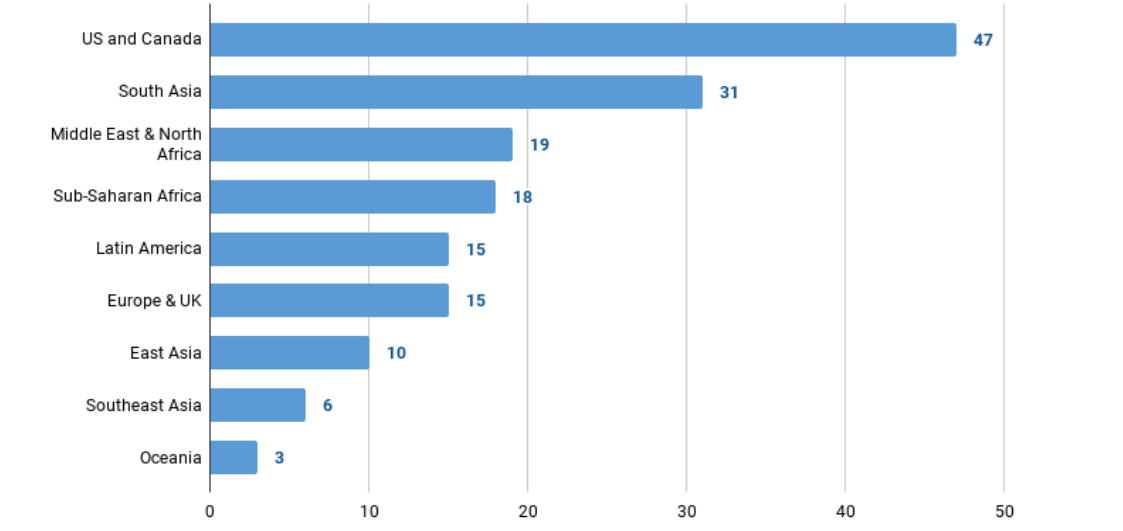 US and Canada 47
South Asia 31
Middle East & North
Africa 19
Sub-Saharan Africa 18
Latin America 15
Europe & UK 15
East Asia 10
Southeast Asia 6
Oceania 3
0 10 20 30 40 50